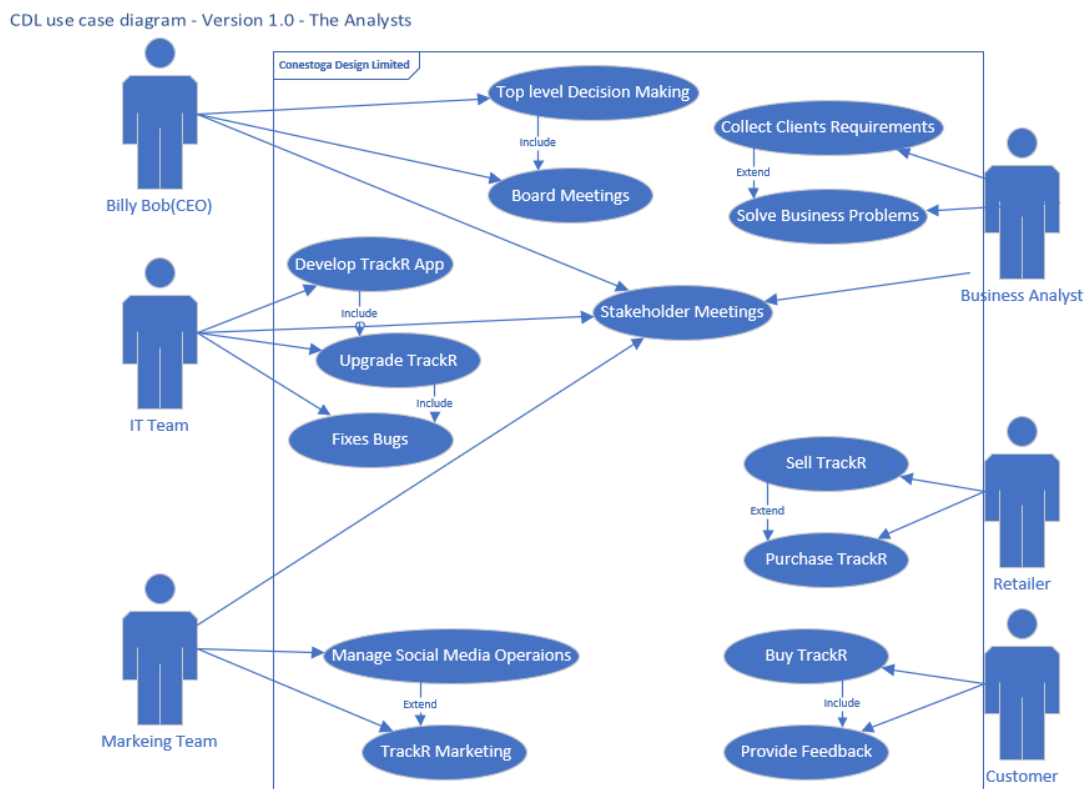 CDL use case diagram - Version 1.0 - The Analysts
Conestoga Design Limited
Top level Decision Making
Collect Clients Requirements
Include
Extend
Billy Bob(CEO)
Board Meetings
Solve Business Problems
Develop TrackR App
Business Analyst
Include
Stakeholder Meetings
Upgrade TrackR
Include
IT Team
Fixes Bugs
Sell TrackR
Extend
Purchase TrackR
Retailer
Manage Social Media Operaions
Buy TrackR
Extend
Include
Markeing Team
TrackR Marketing
Provide Feedback
Customer